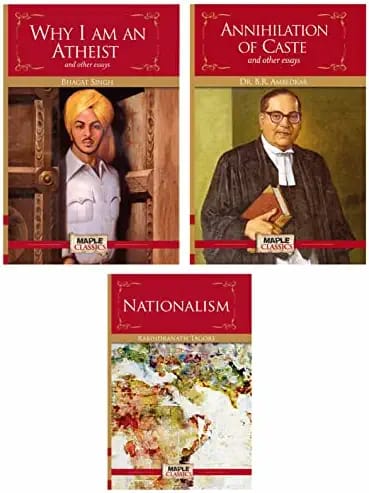 WHY I AM AN
ATHEIST
and other essays
BHAGAT SINGH
MAPLE
CLASSICS
ANNIHILATION
OF CASTE
and other essays
DR. B.R. AMBEDKAR
MAPLE
CLASSICS
NATIONALISM
RABINDRANATH TAGORE
MAPLE
CLASSICS